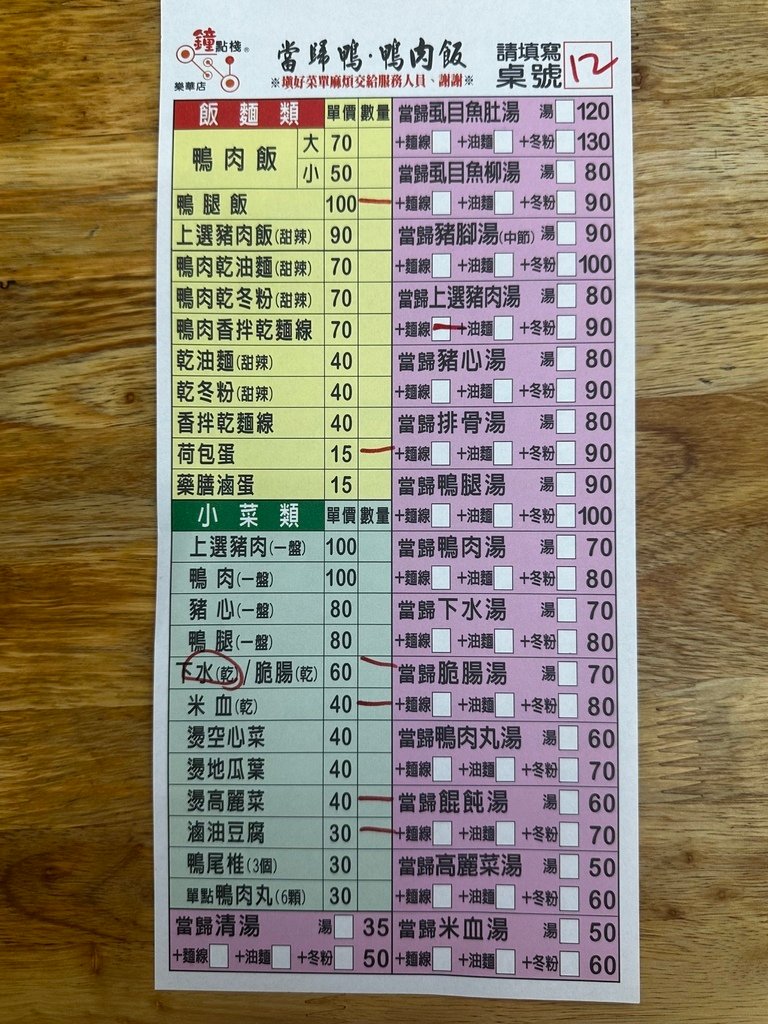 鐘點棧®
樂華店
當歸鴨·鴨肉飯
※填好菜單麻煩交給服務人員、謝謝※
請填寫
桌號 12
飯麵類 單價 數量
鴨肉飯 大 70
小 50
鴨腿飯 100 一
上選豬肉飯(甜辣) 90
鴨肉乾油麵(甜辣) 70
鴨肉乾冬粉(甜辣) 70
鴨肉香拌乾麵線 70
乾油麵(甜辣) 40
乾冬粉(甜辣) 40
香拌乾麵線 40
荷包蛋 15 一
藥膳滷蛋 15
小菜類 單價 數量
上選豬肉(一盤) 100
鴨肉(一盤) 100
豬心(一盤) 80
鴨腿(一盤) 80
下水(乾)/脆腸(乾) 60 一
米血(乾) 40 一
燙空心菜 40
燙地瓜葉 40
燙高麗菜 40 一
滷油豆腐 30 一
鴨尾椎(3個) 30
單點鴨肉丸(6顆) 30
當歸清湯 湯 35
+麵線 +油麵 +冬粉 50
當歸虱目魚肚湯 湯 120
+麵線 +油麵 +冬粉 130
當歸虱目魚柳湯 湯 80
+麵線 +油麵 +冬粉 90
當歸豬腳湯(中節) 湯 90
+麵線 +油麵 +冬粉 100
當歸上選豬肉湯 湯 80
+麵線 一 +油麵 +冬粉 90
當歸豬心湯 湯 80
+麵線 +油麵 +冬粉 90
當歸排骨湯 湯 80
+麵線 +油麵 +冬粉 90
當歸鴨腿湯 湯 90
+麵線 +油麵 +冬粉 100
當歸鴨肉湯 湯 70
+麵線 +油麵 +冬粉 80
當歸下水湯 湯 70
+麵線 +油麵 +冬粉 80
當歸脆腸湯 湯 70
+麵線 +油麵 +冬粉 80
當歸鴨肉丸湯 湯 60
+麵線 +油麵 +冬粉 70
當歸餛飩湯 湯 60
+麵線 +油麵 +冬粉 70
當歸高麗菜湯 湯 50
+麵線 +油麵 +冬粉 60
當歸米血湯 湯 50
+麵線 +油麵 +冬粉 60